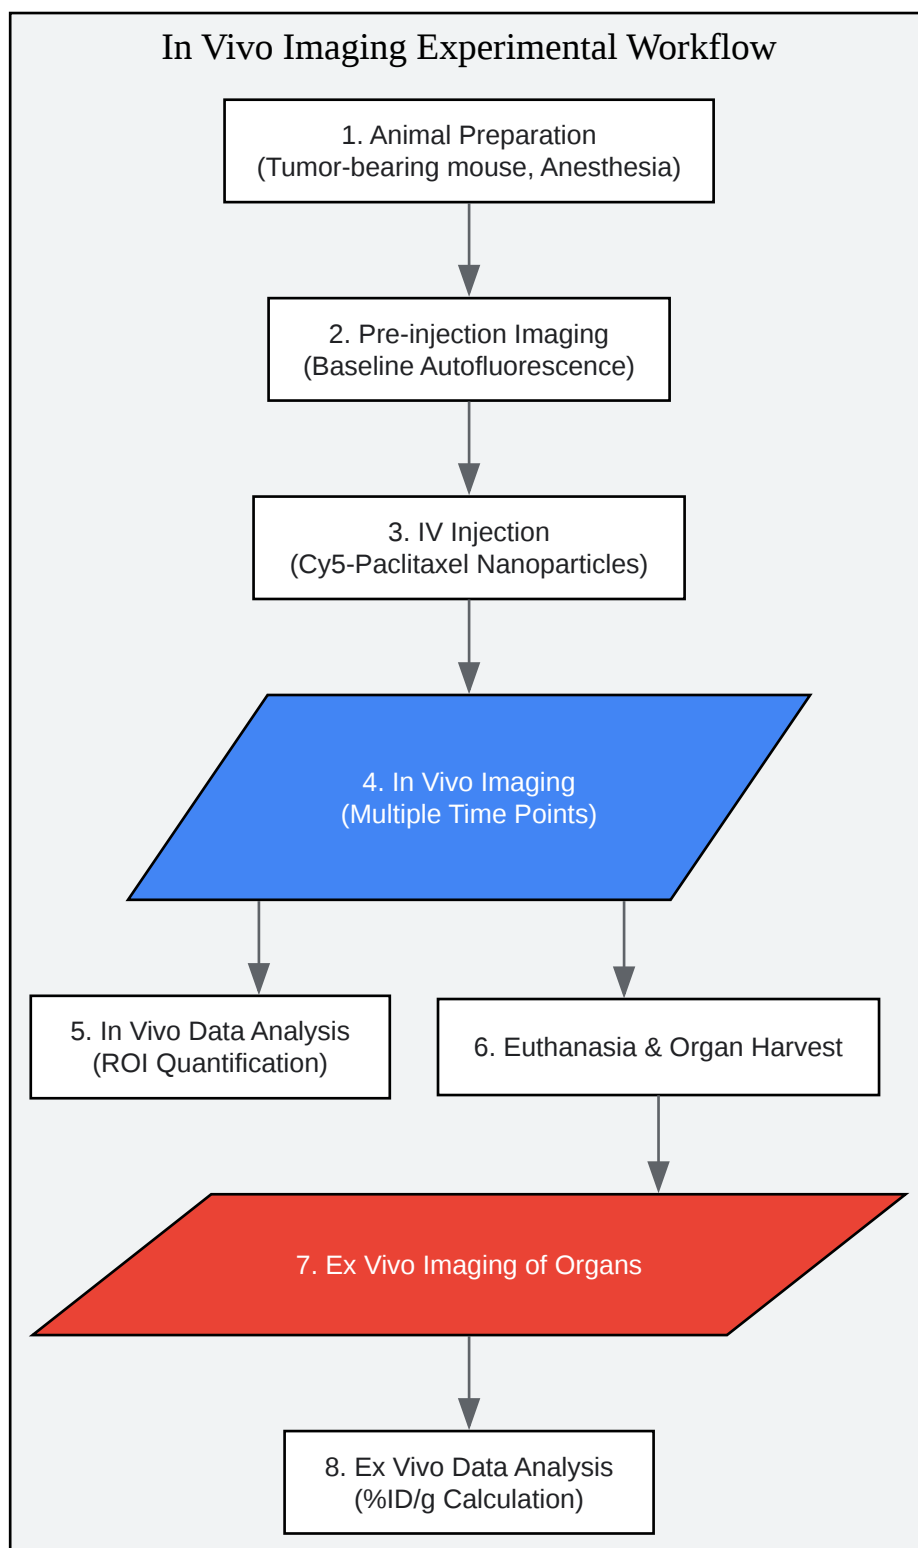 In Vivo Imaging Experimental Workflow
1. Animal Preparation
(Tumor-bearing mouse, Anesthesia)
2. Pre-injection Imaging
(Baseline Autofluorescence)
3. IV Injection
(Cy5-Paclitaxel Nanoparticles)
4. In Vivo Imaging
(Multiple Time Points)
5. In Vivo Data Analysis
(ROI Quantification)
6. Euthanasia & Organ Harvest
7. Ex Vivo Imaging of Organs
8. Ex Vivo Data Analysis
(%ID/g Calculation)